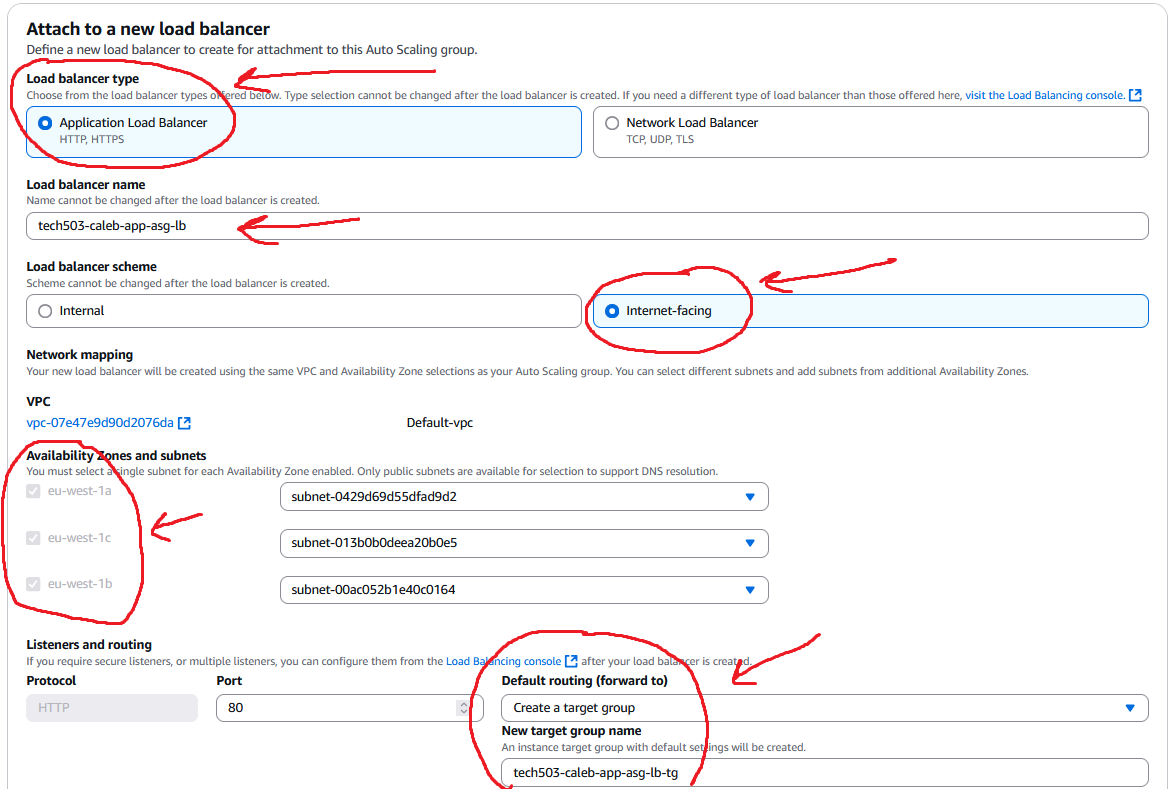 Attach to a new load balancer
Define a new load balancer to create for attachment to this Auto Scaling group.
Load balancer type
Choose from the load balancer types offered below. Type selection cannot be changed after the load balancer is created. If you need a different type of load balancer than those offered here, visit the Load Balancing console.
Application Load Balancer
HTTP, HTTPS
Network Load Balancer
TCP, UDP, TLS
Load balancer name
Name cannot be changed after the load balancer is created.
tech503-caleb-app-asg-lb
Load balancer scheme
Scheme cannot be changed after the load balancer is created.
Internal
Internet-facing
Network mapping
Your new load balancer will be created using the same VPC and Availability Zone selections as your Auto Scaling group. You can select different subnets and add subnets from additional Availability Zones.
VPC
vpc-07e47e9d90d2076da
Default-vpc
Availability Zones and subnets
You must select a single subnet for each Availability Zone enabled. Only public subnets are available for selection to support DNS resolution.
eu-west-1a
subnet-0429d69d55dfad9d2
eu-west-1c
subnet-013b0b0deea20b0e5
eu-west-1b
subnet-00ac052b1e40c0164
Listeners and routing
If you require secure listeners, or multiple listeners, you can configure them from the Load Balancing console after your load balancer is created.
Protocol
Port
Default routing (forward to)
HTTP
80
Create a target group
New target group name
An instance target group with default settings will be created.
tech503-caleb-app-asg-lb-tg